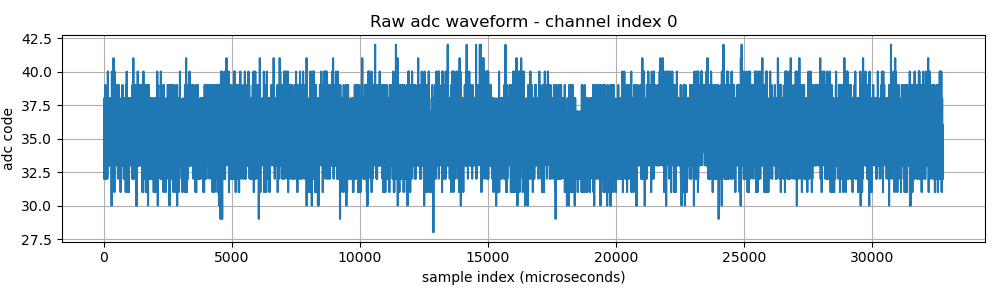 Raw adc waveform - channel index 0
adc code
42.5
40.0
37.5
35.0
32.5
30.0
27.5
0 5000 10000 15000 20000 25000 30000
sample index (microseconds)